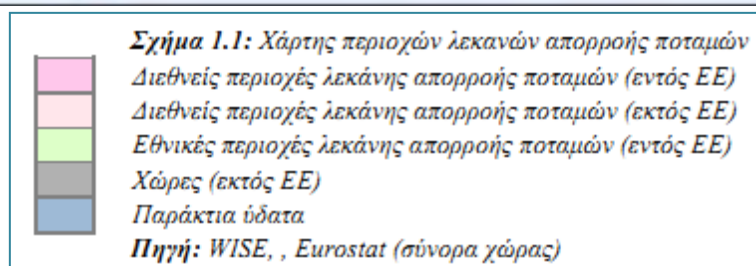 Σχήμα 1.1: Χάρτης περιοχών λεκανών απορροής ποταμών
Διεθνείς περιοχές λεκάνης απορροής ποταμών (εντός ΕΕ)
Διεθνείς περιοχές λεκάνης απορροής ποταμών (εκτός ΕΕ)
Εθνικές περιοχές λεκάνης απορροής ποταμών (εντός ΕΕ)
Χώρες (εκτός ΕΕ)
Παράκτια ύδατα
Πηγή: WISE, , Eurostat (σύνορα χώρας)